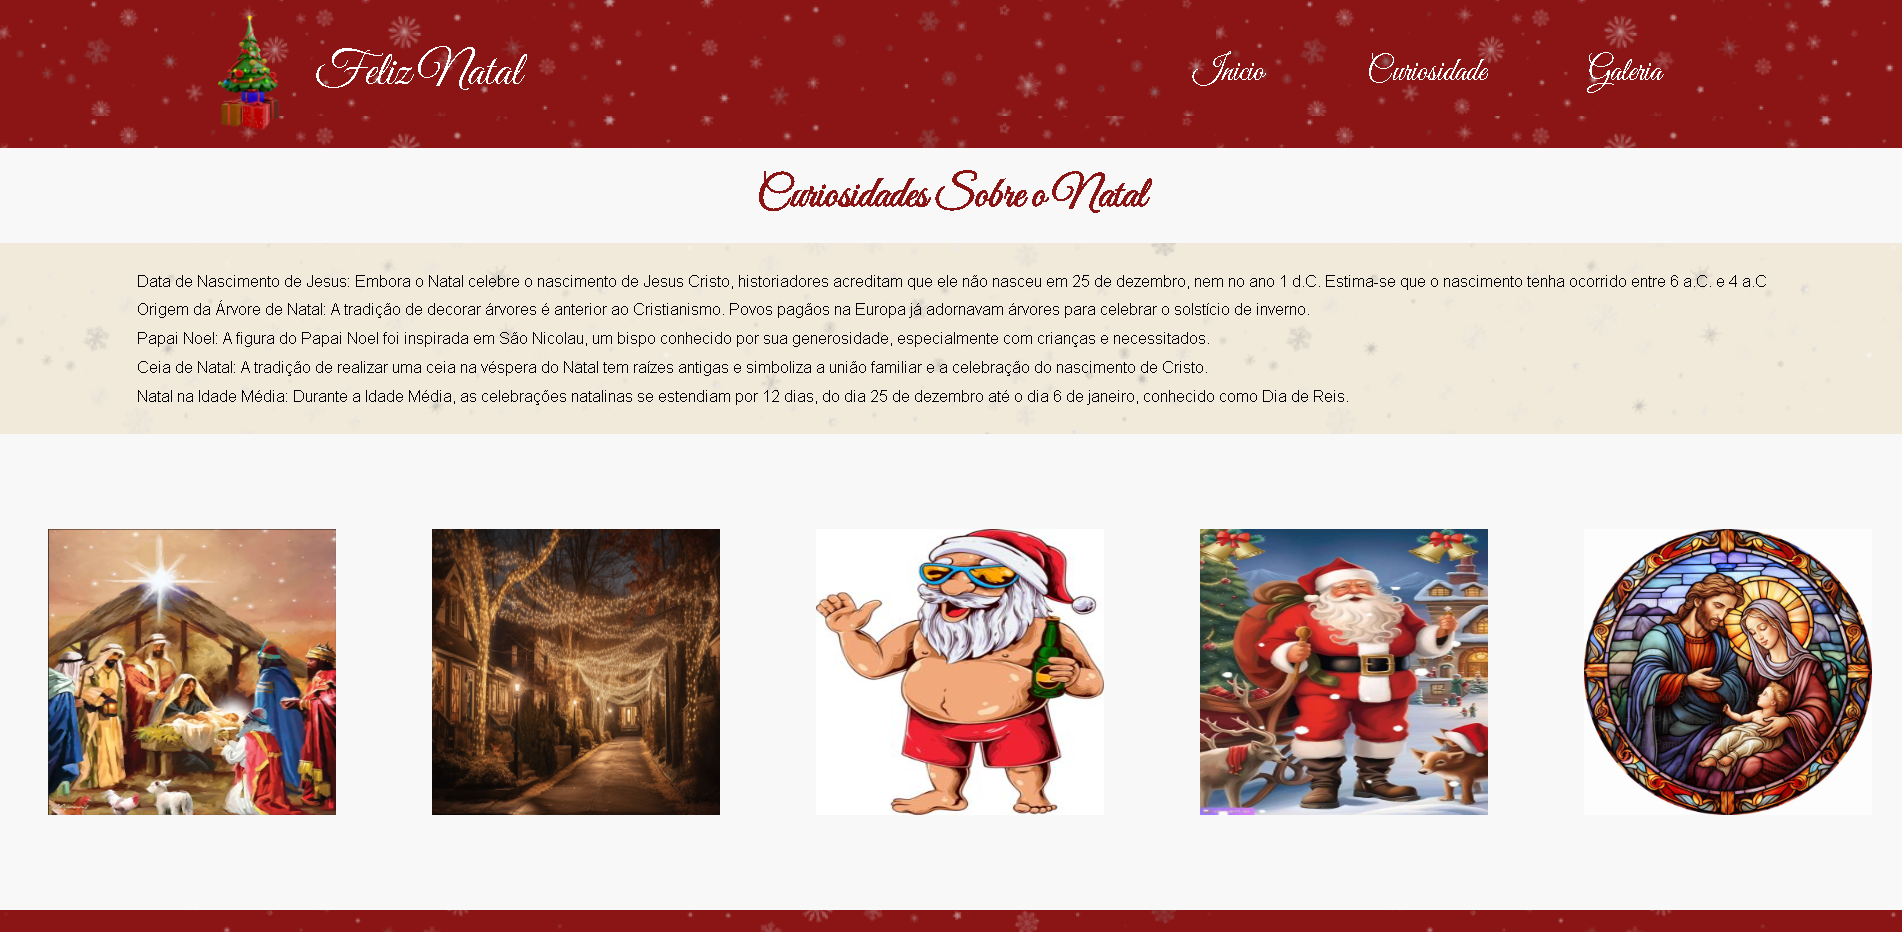 Feliz Natal
Inicio
Curiosidade
Galeria
Curiosidades Sobre o Natal
Data de Nascimento de Jesus: Embora o Natal celebre o nascimento de Jesus Cristo, historiadores acreditam que ele não nasceu em 25 de dezembro, nem no ano 1 d.C. Estima-se que o nascimento tenha ocorrido entre 6 a.C. e 4 a.C
Origem da Árvore de Natal: A tradição de decorar árvores é anterior ao Cristianismo. Povos pagãos na Europa já adornavam árvores para celebrar o solstício de inverno.
Papai Noel: A figura do Papai Noel foi inspirada em São Nicolau, um bispo conhecido por sua generosidade, especialmente com crianças e necessitados.
Ceia de Natal: A tradição de realizar uma ceia na véspera do Natal tem raízes antigas e simboliza a união familiar e a celebração do nascimento de Cristo.
Natal na Idade Média: Durante a Idade Média, as celebrações natalinas se estendiam por 12 dias, do dia 25 de dezembro até o dia 6 de janeiro, conhecido como Dia de Reis.